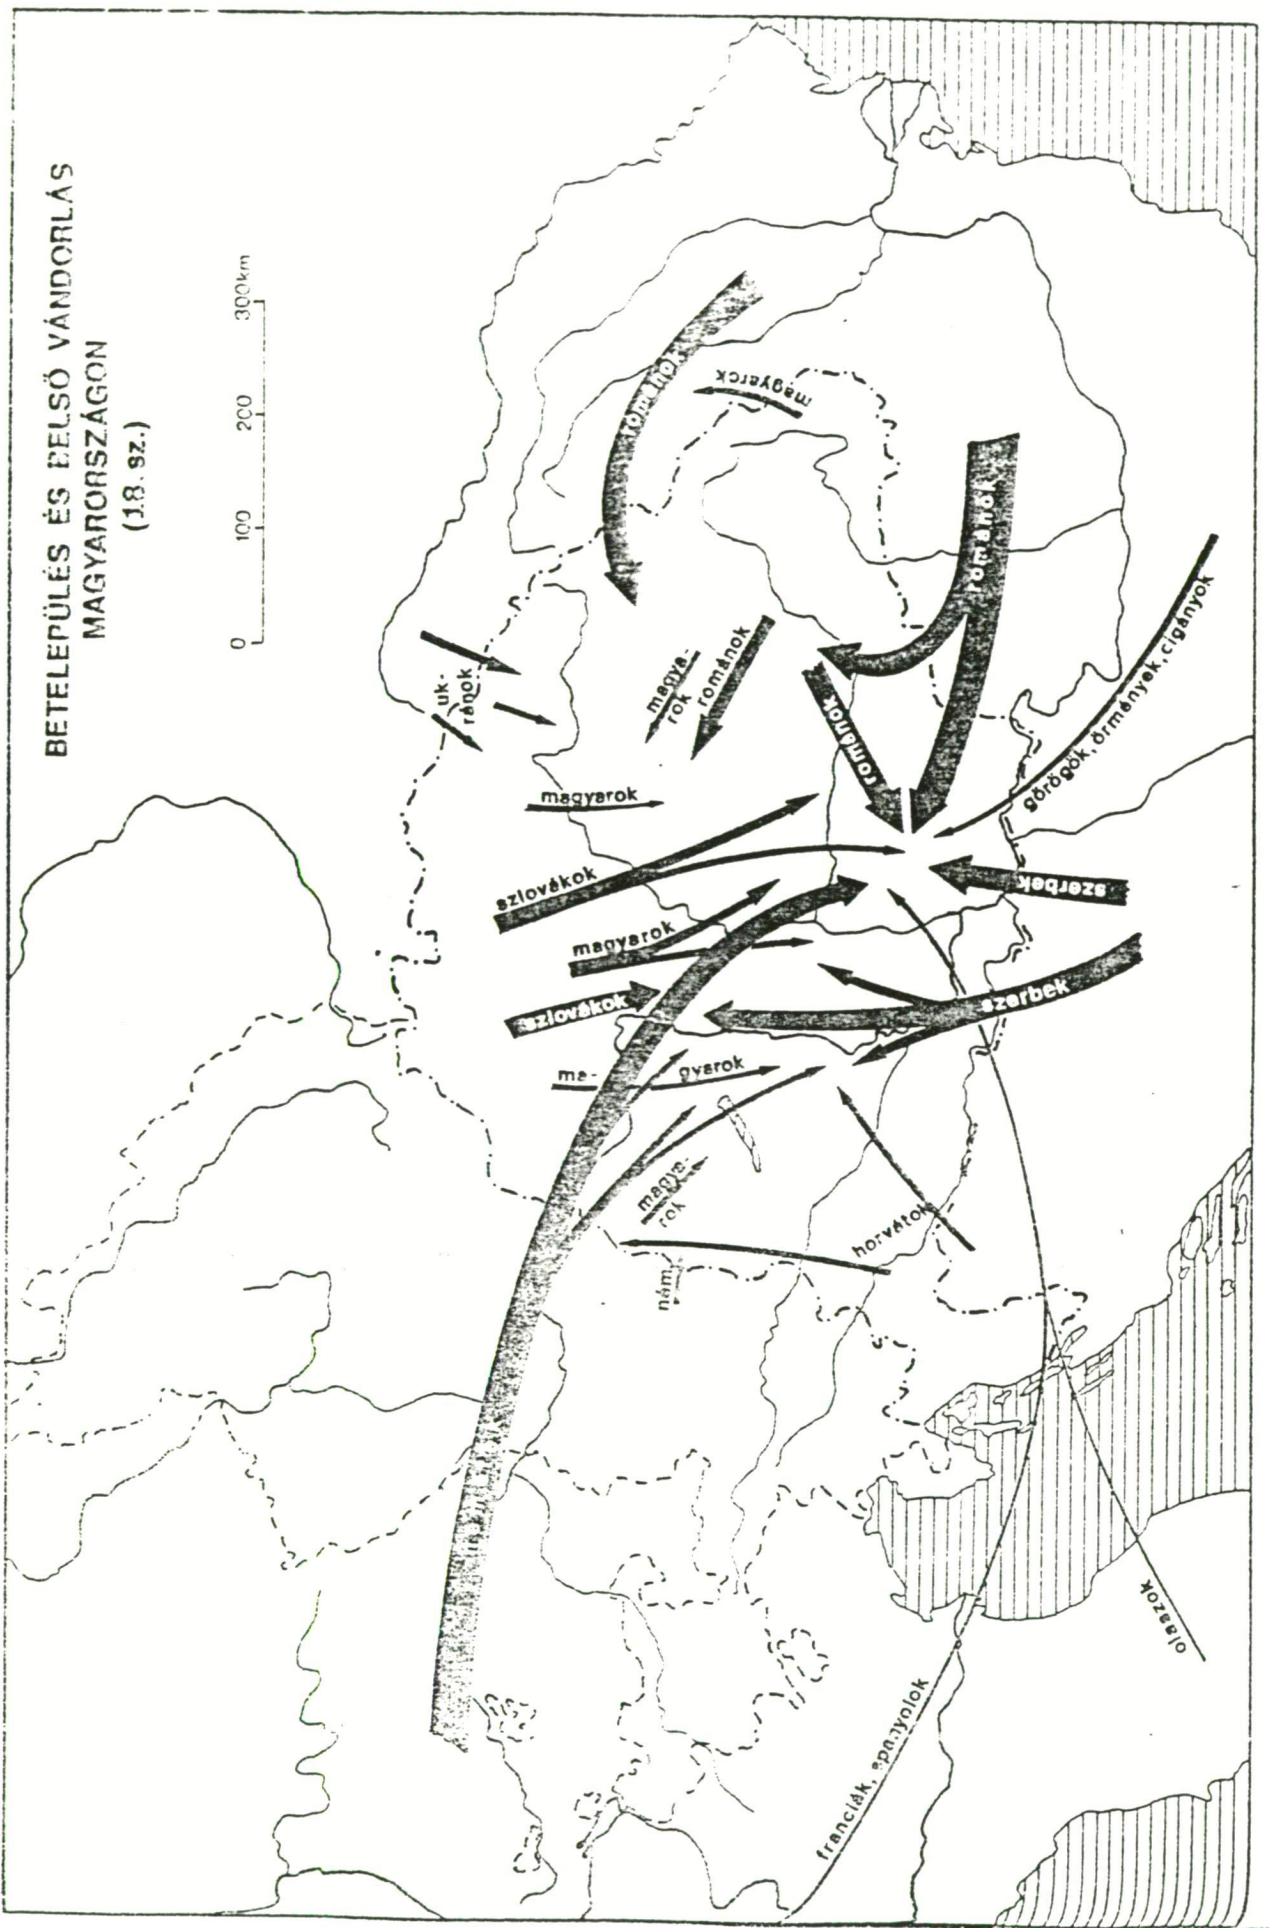 BETELEPÜLÉS ÉS BELSŐ VÁNDORLÁS
MAGYARORSZÁGON
(18. sz.)
0 100 200 300km
uk-
ránok
románok
magyarok
magya-
rok
románok
románok
románok
görögök, örmények, cigányok
magyarok
szlovákok
magyarok
szlovákok
szerbek
szerbek
ma-
gyarok
magya-
rok
ném.
horvátok
olaszok
franciák, spanyolok